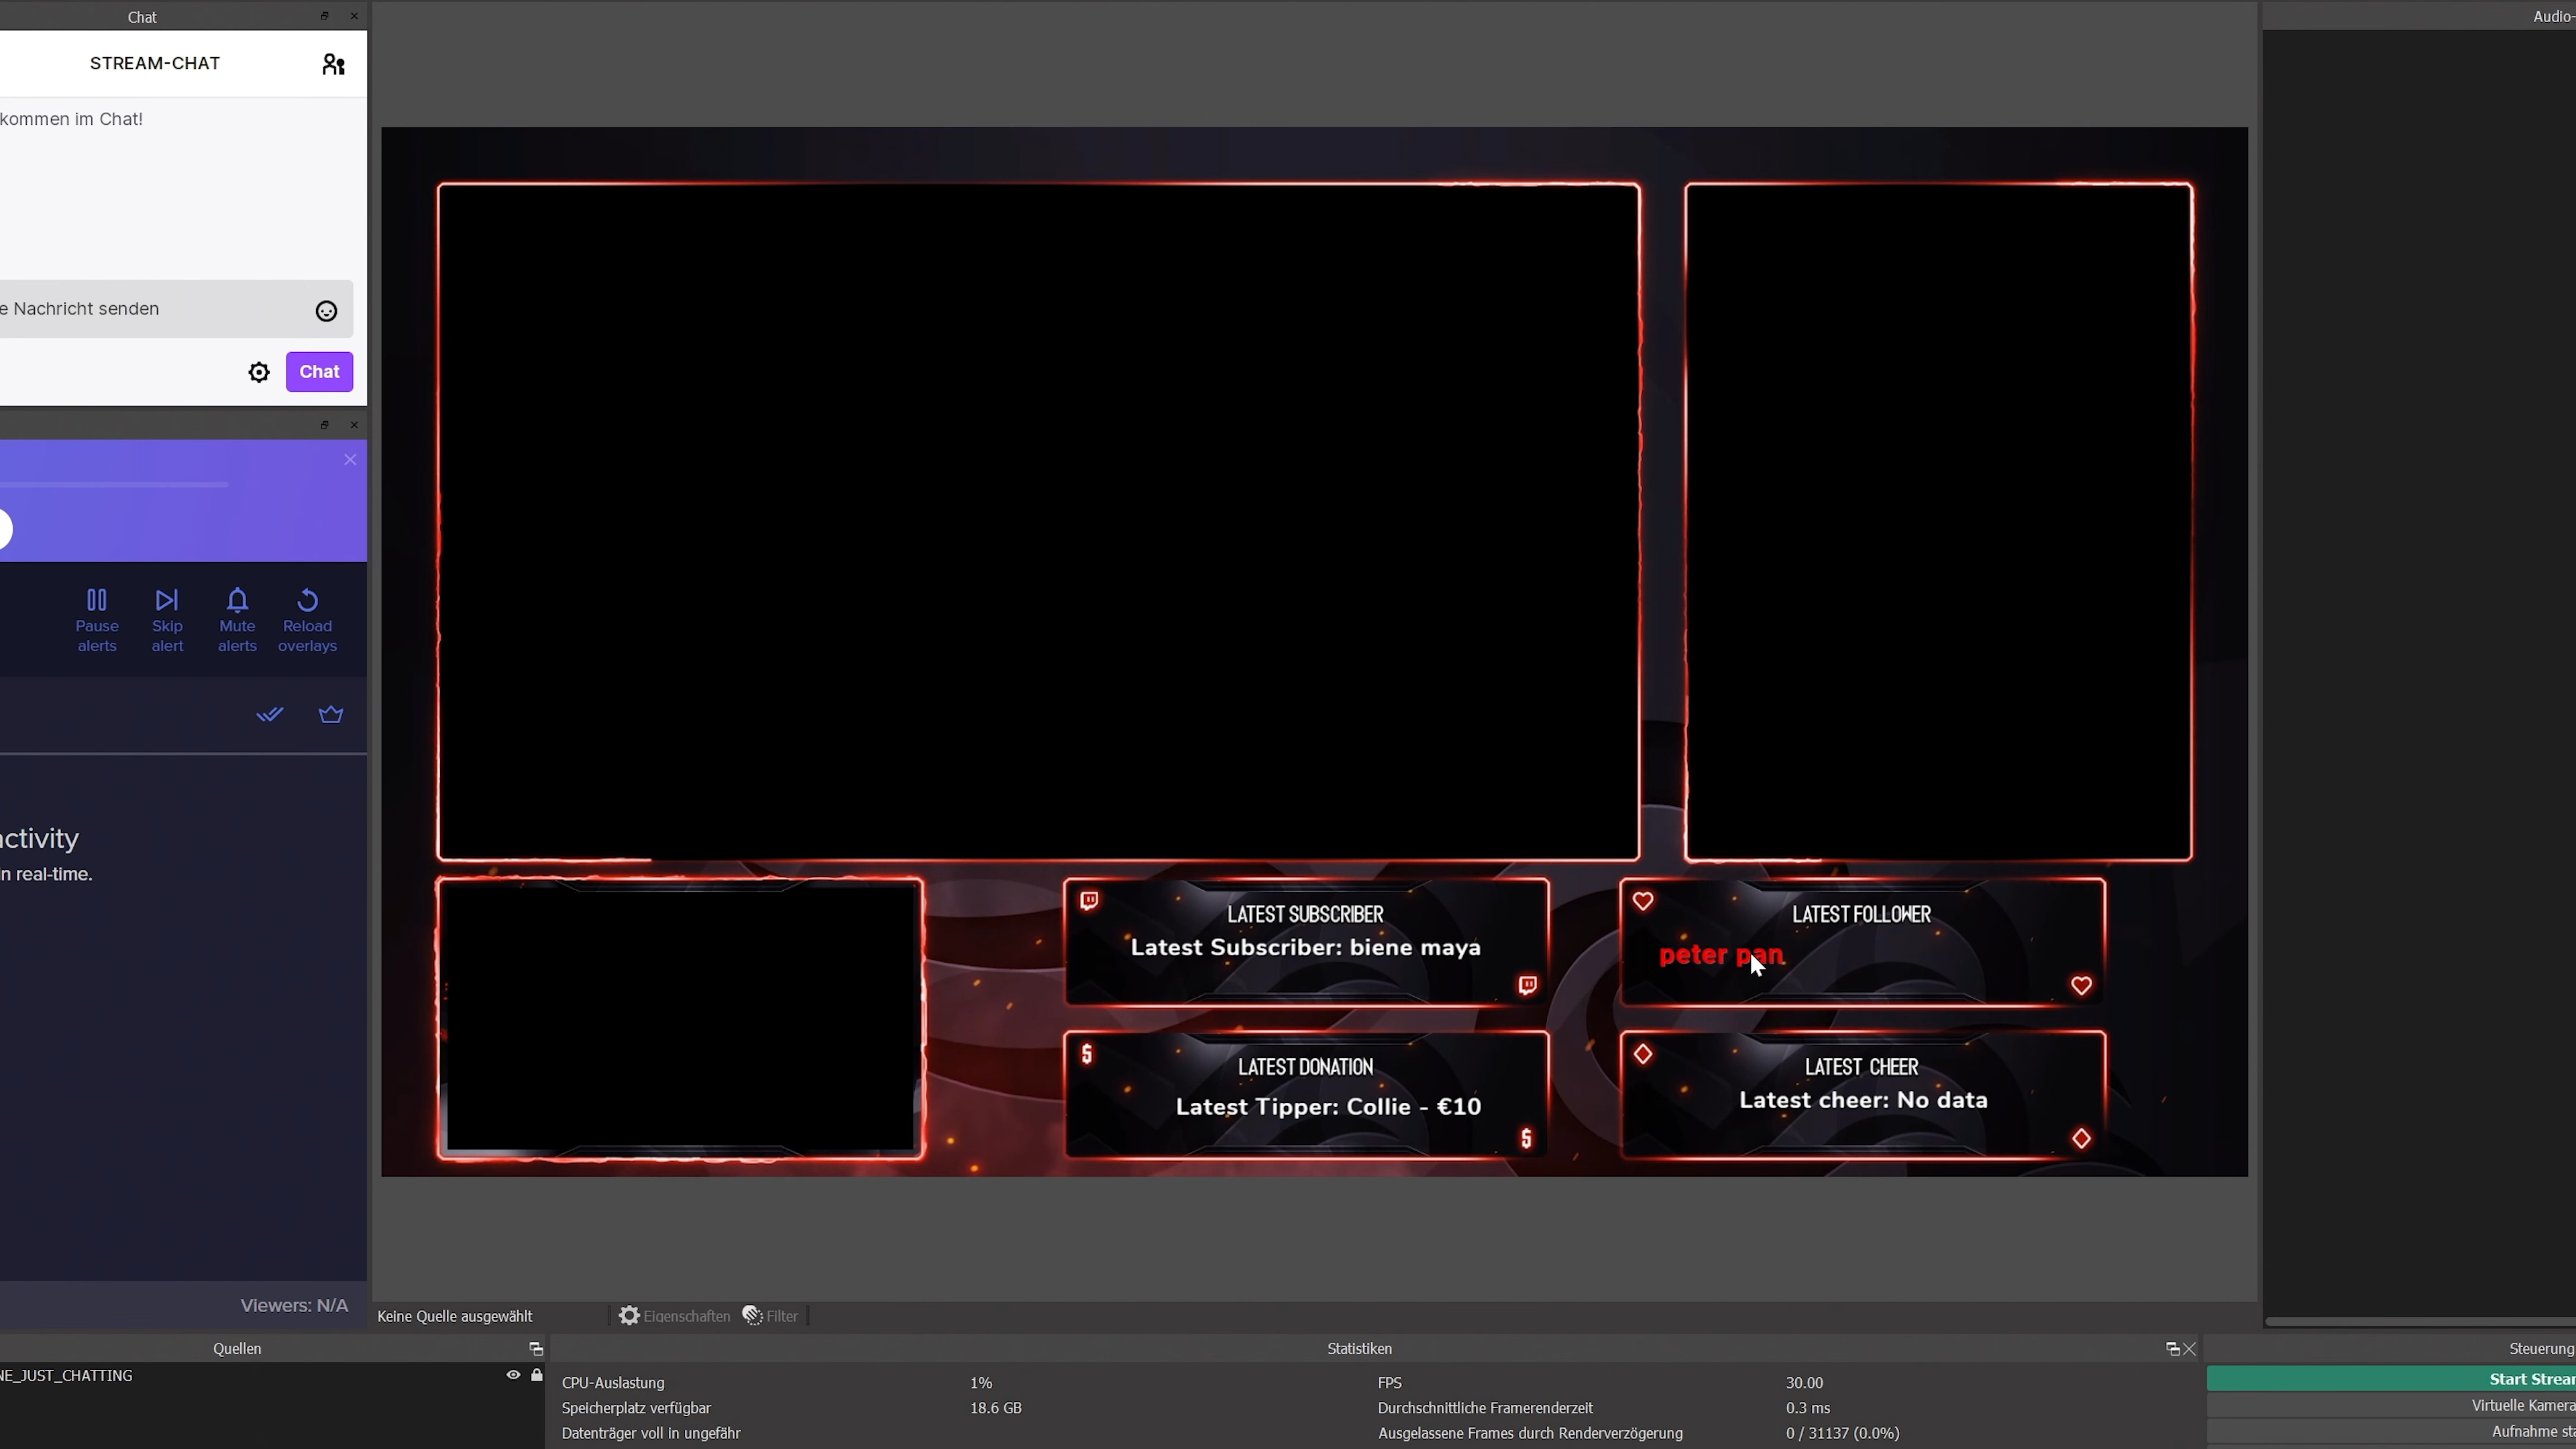 Chat
Audio-
STREAM-CHAT
kommen im Chat!
e Nachricht senden
Chat
Pause alerts
Skip alert
Mute alerts
Reload overlays
activity
n real-time.
Viewers: N/A
LATEST SUBSCRIBER
Latest Subscriber: biene maya
LATEST FOLLOWER
peter pan
LATEST DONATION
Latest Tipper: Collie - €10
LATEST CHEER
Latest cheer: No data
Keine Quelle ausgewählt
Eigenschaften
Filter
Quellen
Statistiken
Steuerung
NE_JUST_CHATTING
CPU-Auslastung 1%
FPS 30.00
Start Strea
Speicherplatz verfügbar 18.6 GB
Durchschnittliche Framerenderzeit 0.3 ms
Virtuelle Kamera
Datenträger voll in ungefähr
Ausgelassene Frames durch Renderverzögerung 0 / 31137 (0.0%)
Aufnahme sta